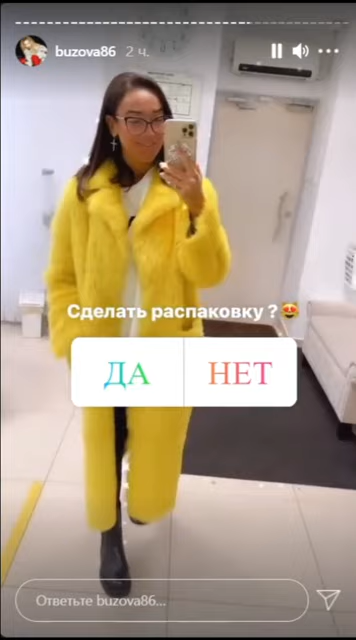 buzova86 2 ч.
Сделать распаковку ? 😍
ДА НЕТ
Ответьте buzova86...